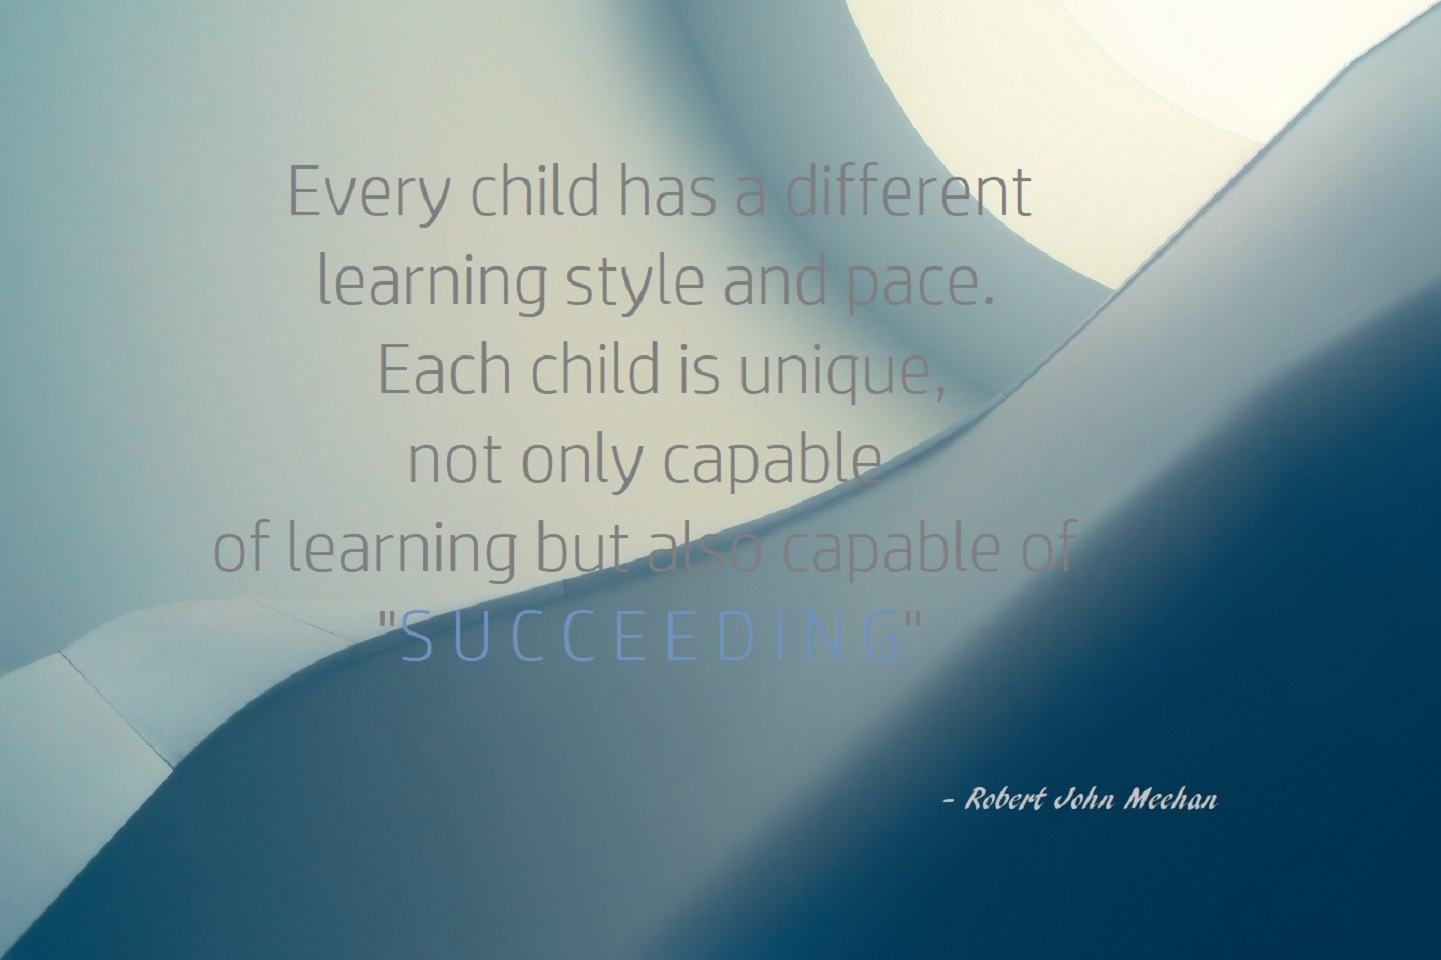 Every child has a different
learning style and pace.
Each child is unique,
not only capable
of learning but also capable of
"SUCCEEDING"
- Robert John Meehan